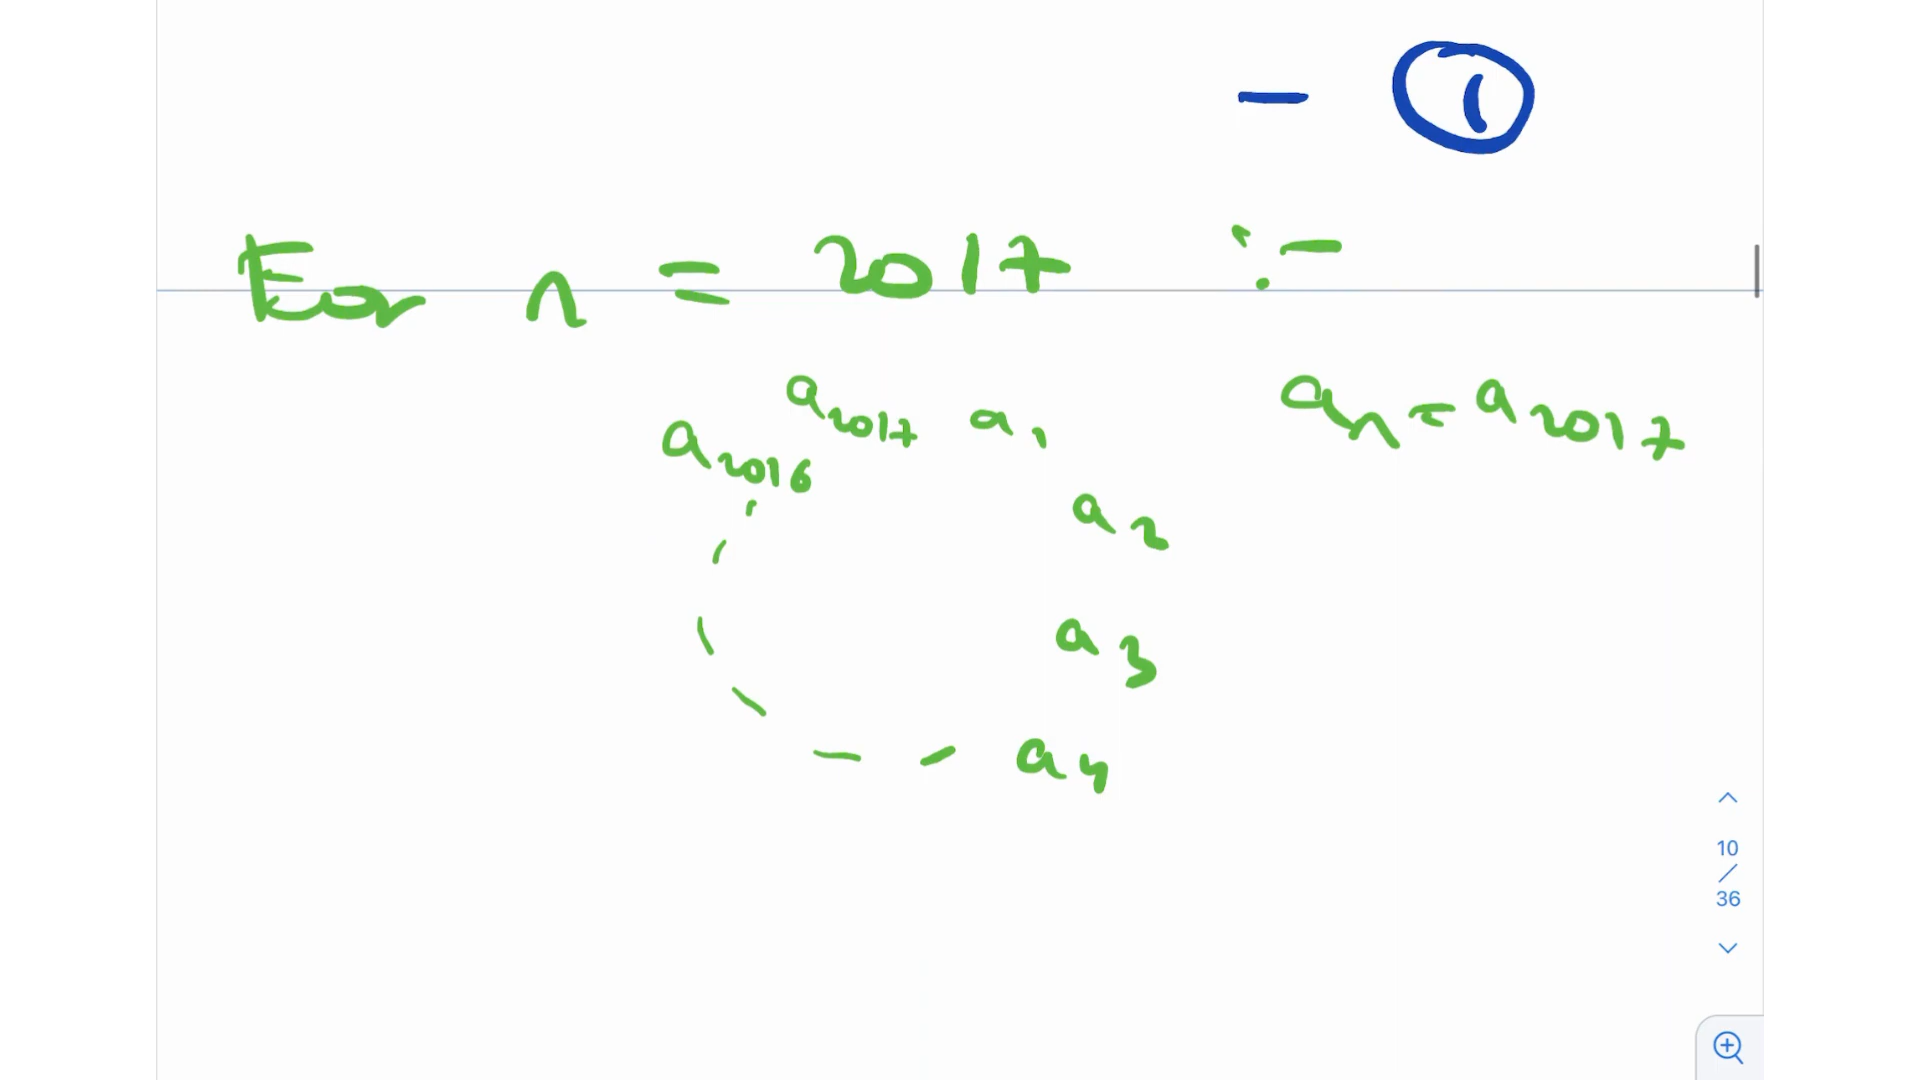 - ①
For n = 2017 :-
a₂₀₁₇ a₁ aₙ = a₂₀₁₇
a₂₀₁₆
a₂
a₃
a₄
10
/
36